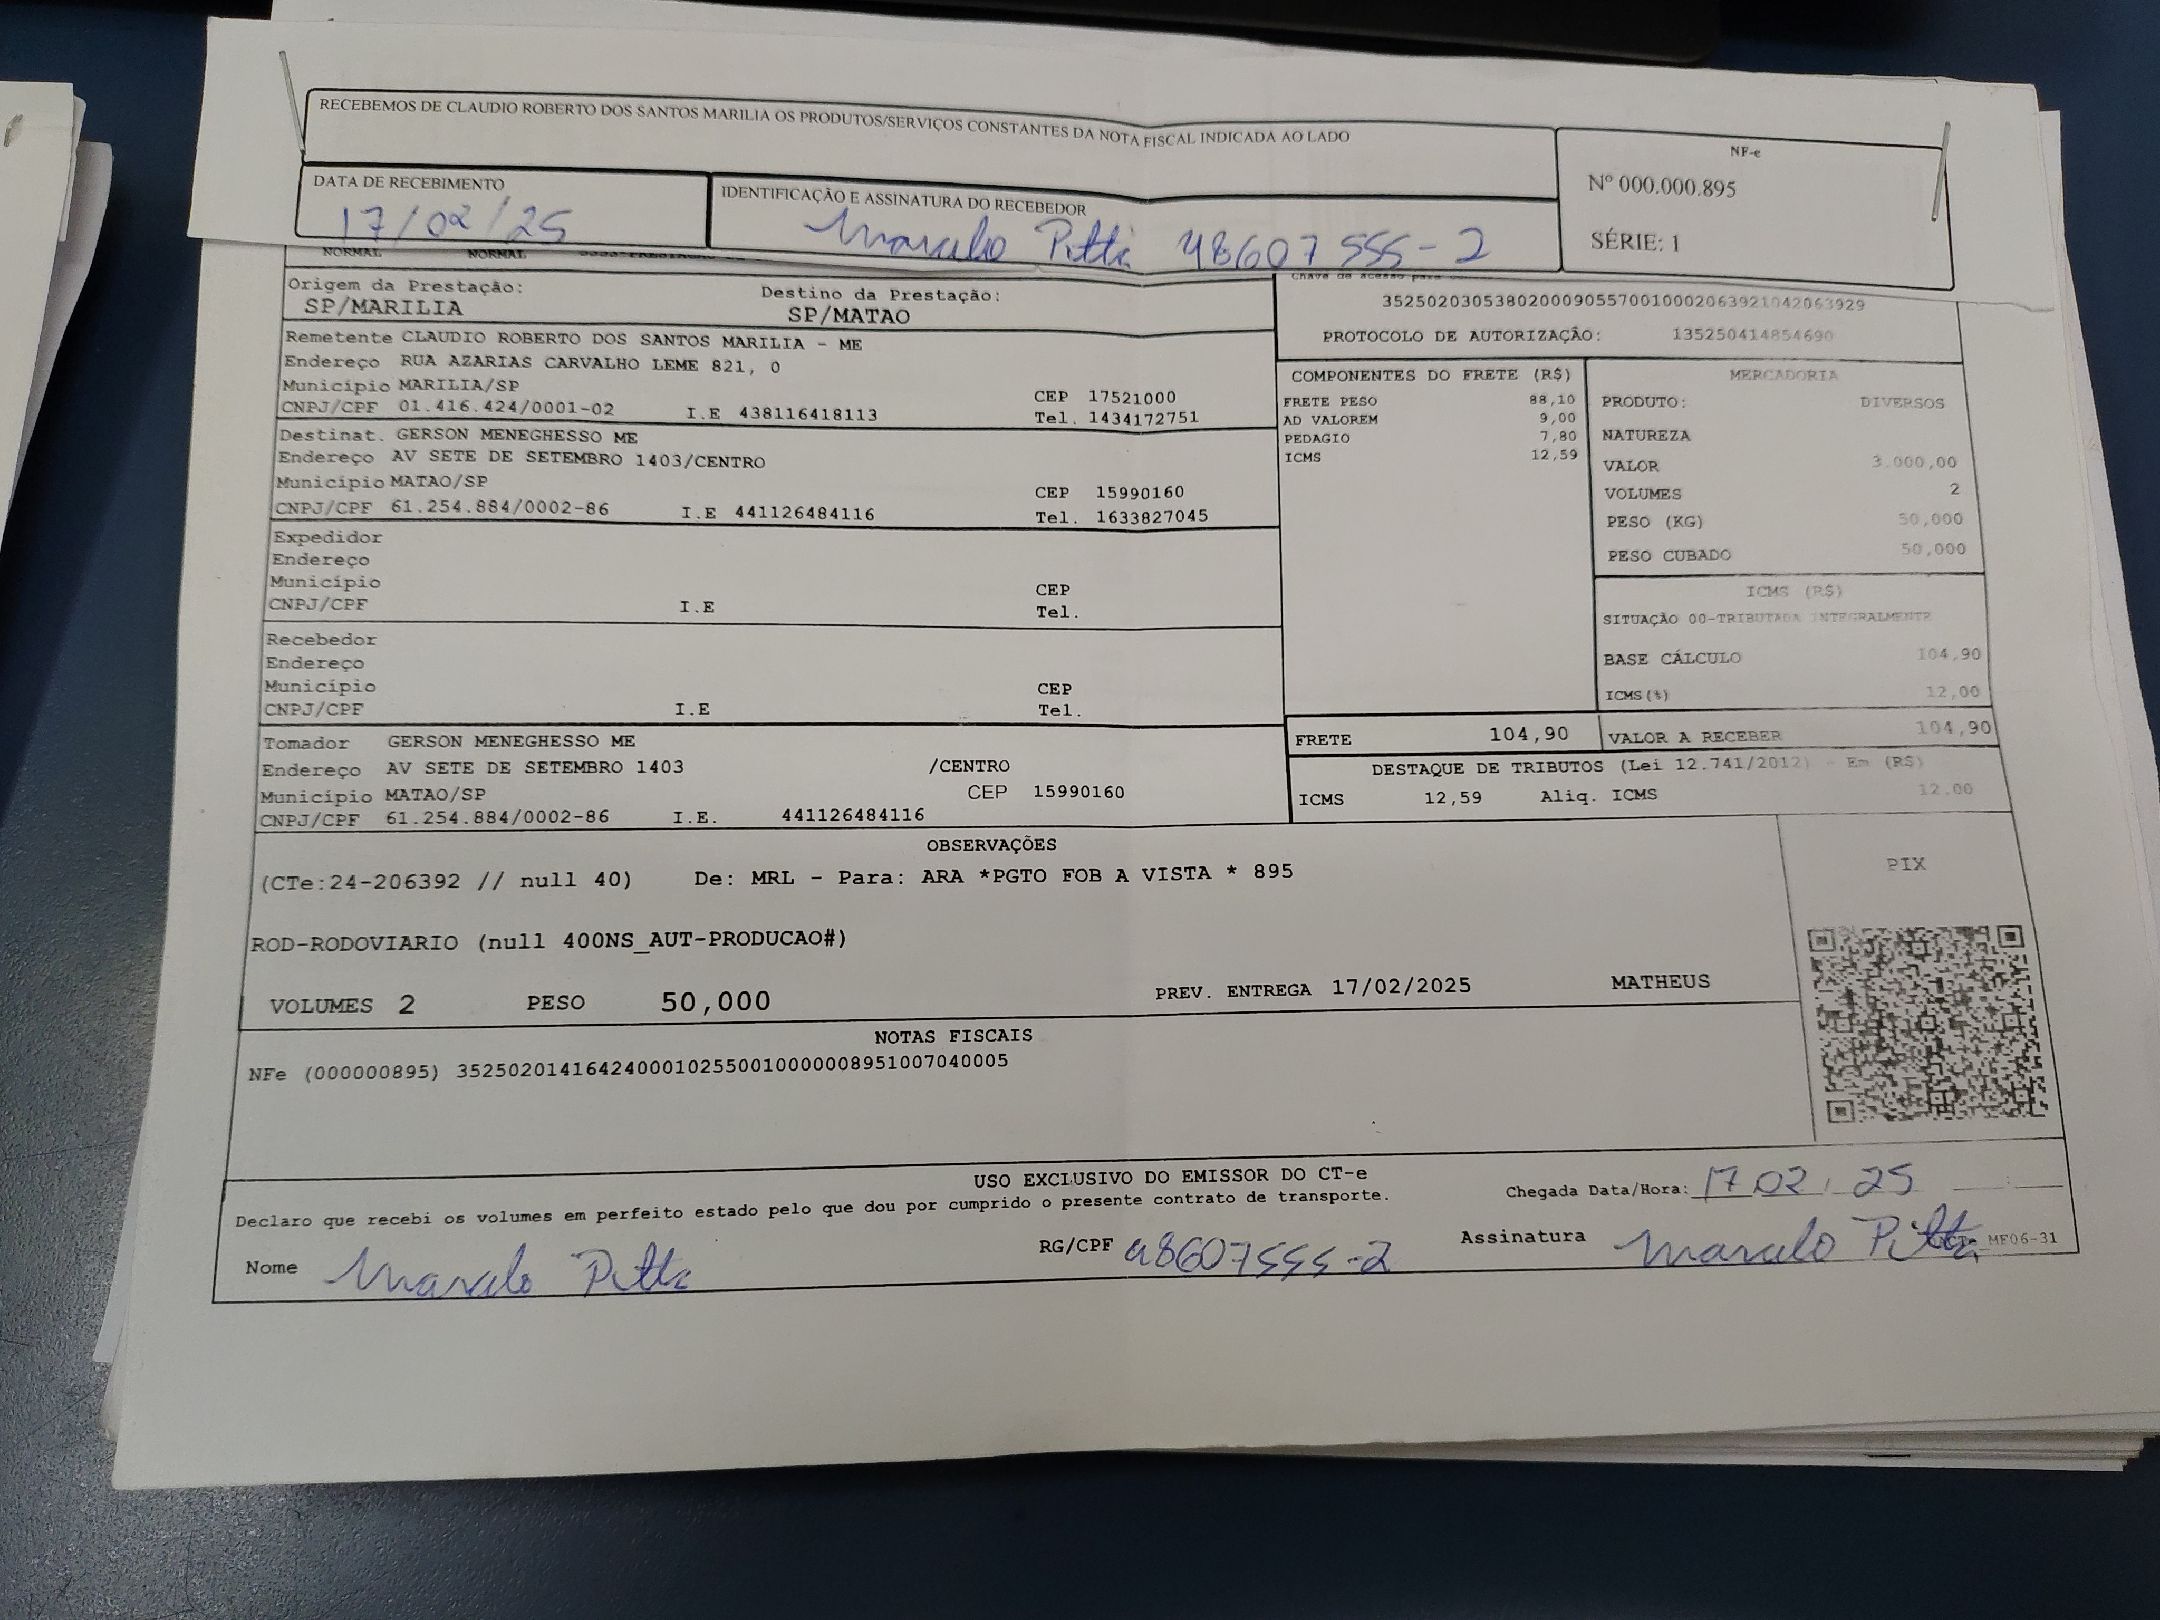 RECEBEMOS DE CLAUDIO ROBERTO DOS SANTOS MARILIA OS PRODUTOS/SERVIÇOS CONSTANTES DA NOTA FISCAL INDICADA AO LADO
NF-e
Nº 000.000.895
SÉRIE: 1
DATA DE RECEBIMENTO
17/02/25
IDENTIFICAÇÃO E ASSINATURA DO RECEBEDOR
Marcelo Pitta 48607555-2
NORMAL NORMAL
Chave de acesso para
Origem da Prestação:
SP/MARILIA
Destino da Prestação:
SP/MATAO
35250203053802000905570010002063921042063929
PROTOCOLO DE AUTORIZAÇÃO: 135250414854690
Remetente CLAUDIO ROBERTO DOS SANTOS MARILIA - ME
Endereço RUA AZARIAS CARVALHO LEME 821, 0
Município MARILIA/SP CEP 17521000
CNPJ/CPF 01.416.424/0001-02 I.E 438116418113 Tel. 1434172751
Destinat. GERSON MENEGHESSO ME
Endereço AV SETE DE SETEMBRO 1403/CENTRO
Município MATAO/SP CEP 15990160
CNPJ/CPF 61.254.884/0002-86 I.E 441126484116 Tel. 1633827045
Expedidor
Endereço
Município CEP
CNPJ/CPF I.E Tel.
Recebedor
Endereço
Município CEP
CNPJ/CPF I.E Tel.
Tomador GERSON MENEGHESSO ME
Endereço AV SETE DE SETEMBRO 1403 /CENTRO
Município MATAO/SP CEP 15990160
CNPJ/CPF 61.254.884/0002-86 I.E. 441126484116
COMPONENTES DO FRETE (R$)
FRETE PESO 88,10
AD VALOREM 9,00
PEDAGIO 7,80
ICMS 12,59
MERCADORIA
PRODUTO: DIVERSOS
NATUREZA
VALOR 3.000,00
VOLUMES 2
PESO (KG) 50,000
PESO CUBADO 50,000
ICMS (R$)
SITUAÇÃO 00-TRIBUTADA INTEGRALMENTE
BASE CÁLCULO 104,90
ICMS(%) 12,00
FRETE 104,90 VALOR A RECEBER 104,90
DESTAQUE DE TRIBUTOS (Lei 12.741/2012) - Em (R$)
ICMS 12,59 Aliq. ICMS 12.00
OBSERVAÇÕES
(CTe:24-206392 // null 40) De: MRL - Para: ARA *PGTO FOB A VISTA * 895
ROD-RODOVIARIO (null 400NS_AUT-PRODUCAO#)
VOLUMES 2 PESO 50,000 PREV. ENTREGA 17/02/2025 MATHEUS
PIX
NOTAS FISCAIS
NFe (000000895) 35250201416424000102550010000008951007040005
USO EXCLUSIVO DO EMISSOR DO CT-e
Declaro que recebi os volumes em perfeito estado pelo que dou por cumprido o presente contrato de transporte.
Chegada Data/Hora: 17 02 / 25
Nome Marcelo Pitta RG/CPF 48607555-2 Assinatura Marcelo Pitta
MF06-31